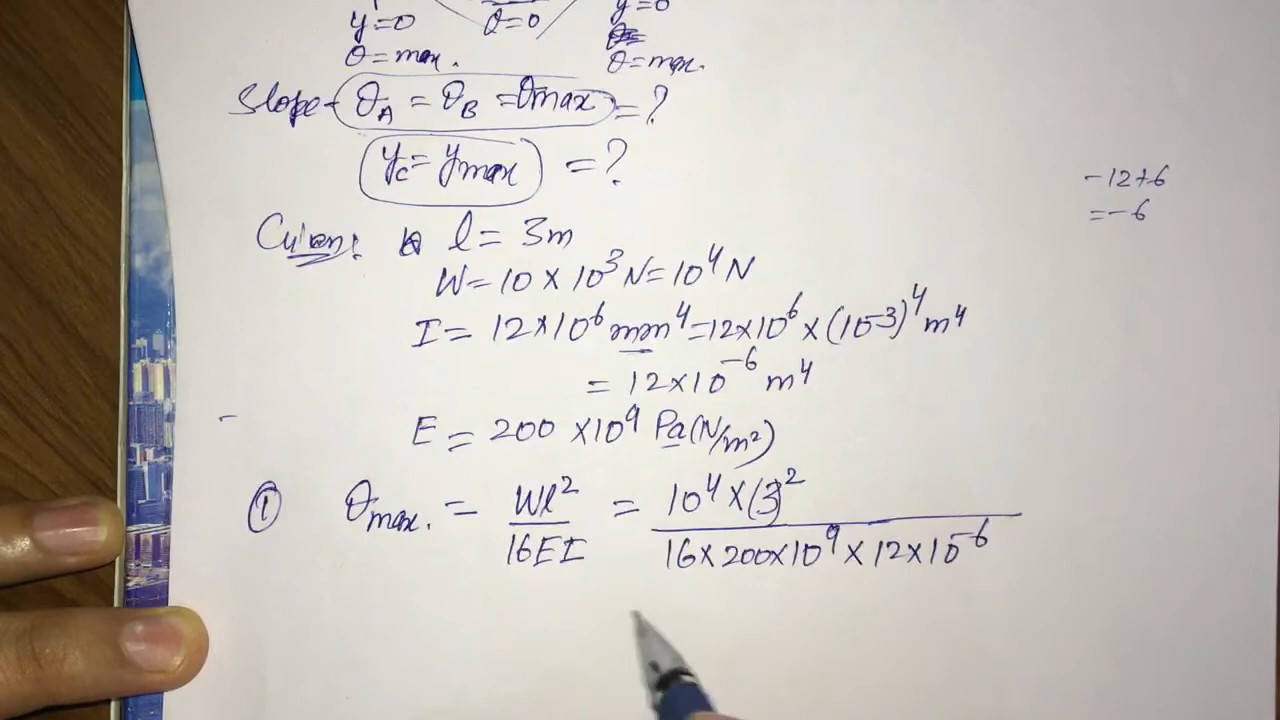 y=0 θ=0 y=0
θ=max. θ=max.
Slope- θA = θB = θmax = ?
yc = ymax = ?
-12+6
=-6
Given: l = 3m
W= 10 × 10³ N= 10⁴ N
I = 12×10⁶ mm⁴ = 12×10⁶ × (10-3)⁴ m⁴
= 12×10⁻⁶ m⁴
E = 200 ×10⁹ Pa(N/m²)
① θmax. = Wl²/16EI = 10⁴ × (3)²/16×200×10⁹ × 12×10⁻⁶